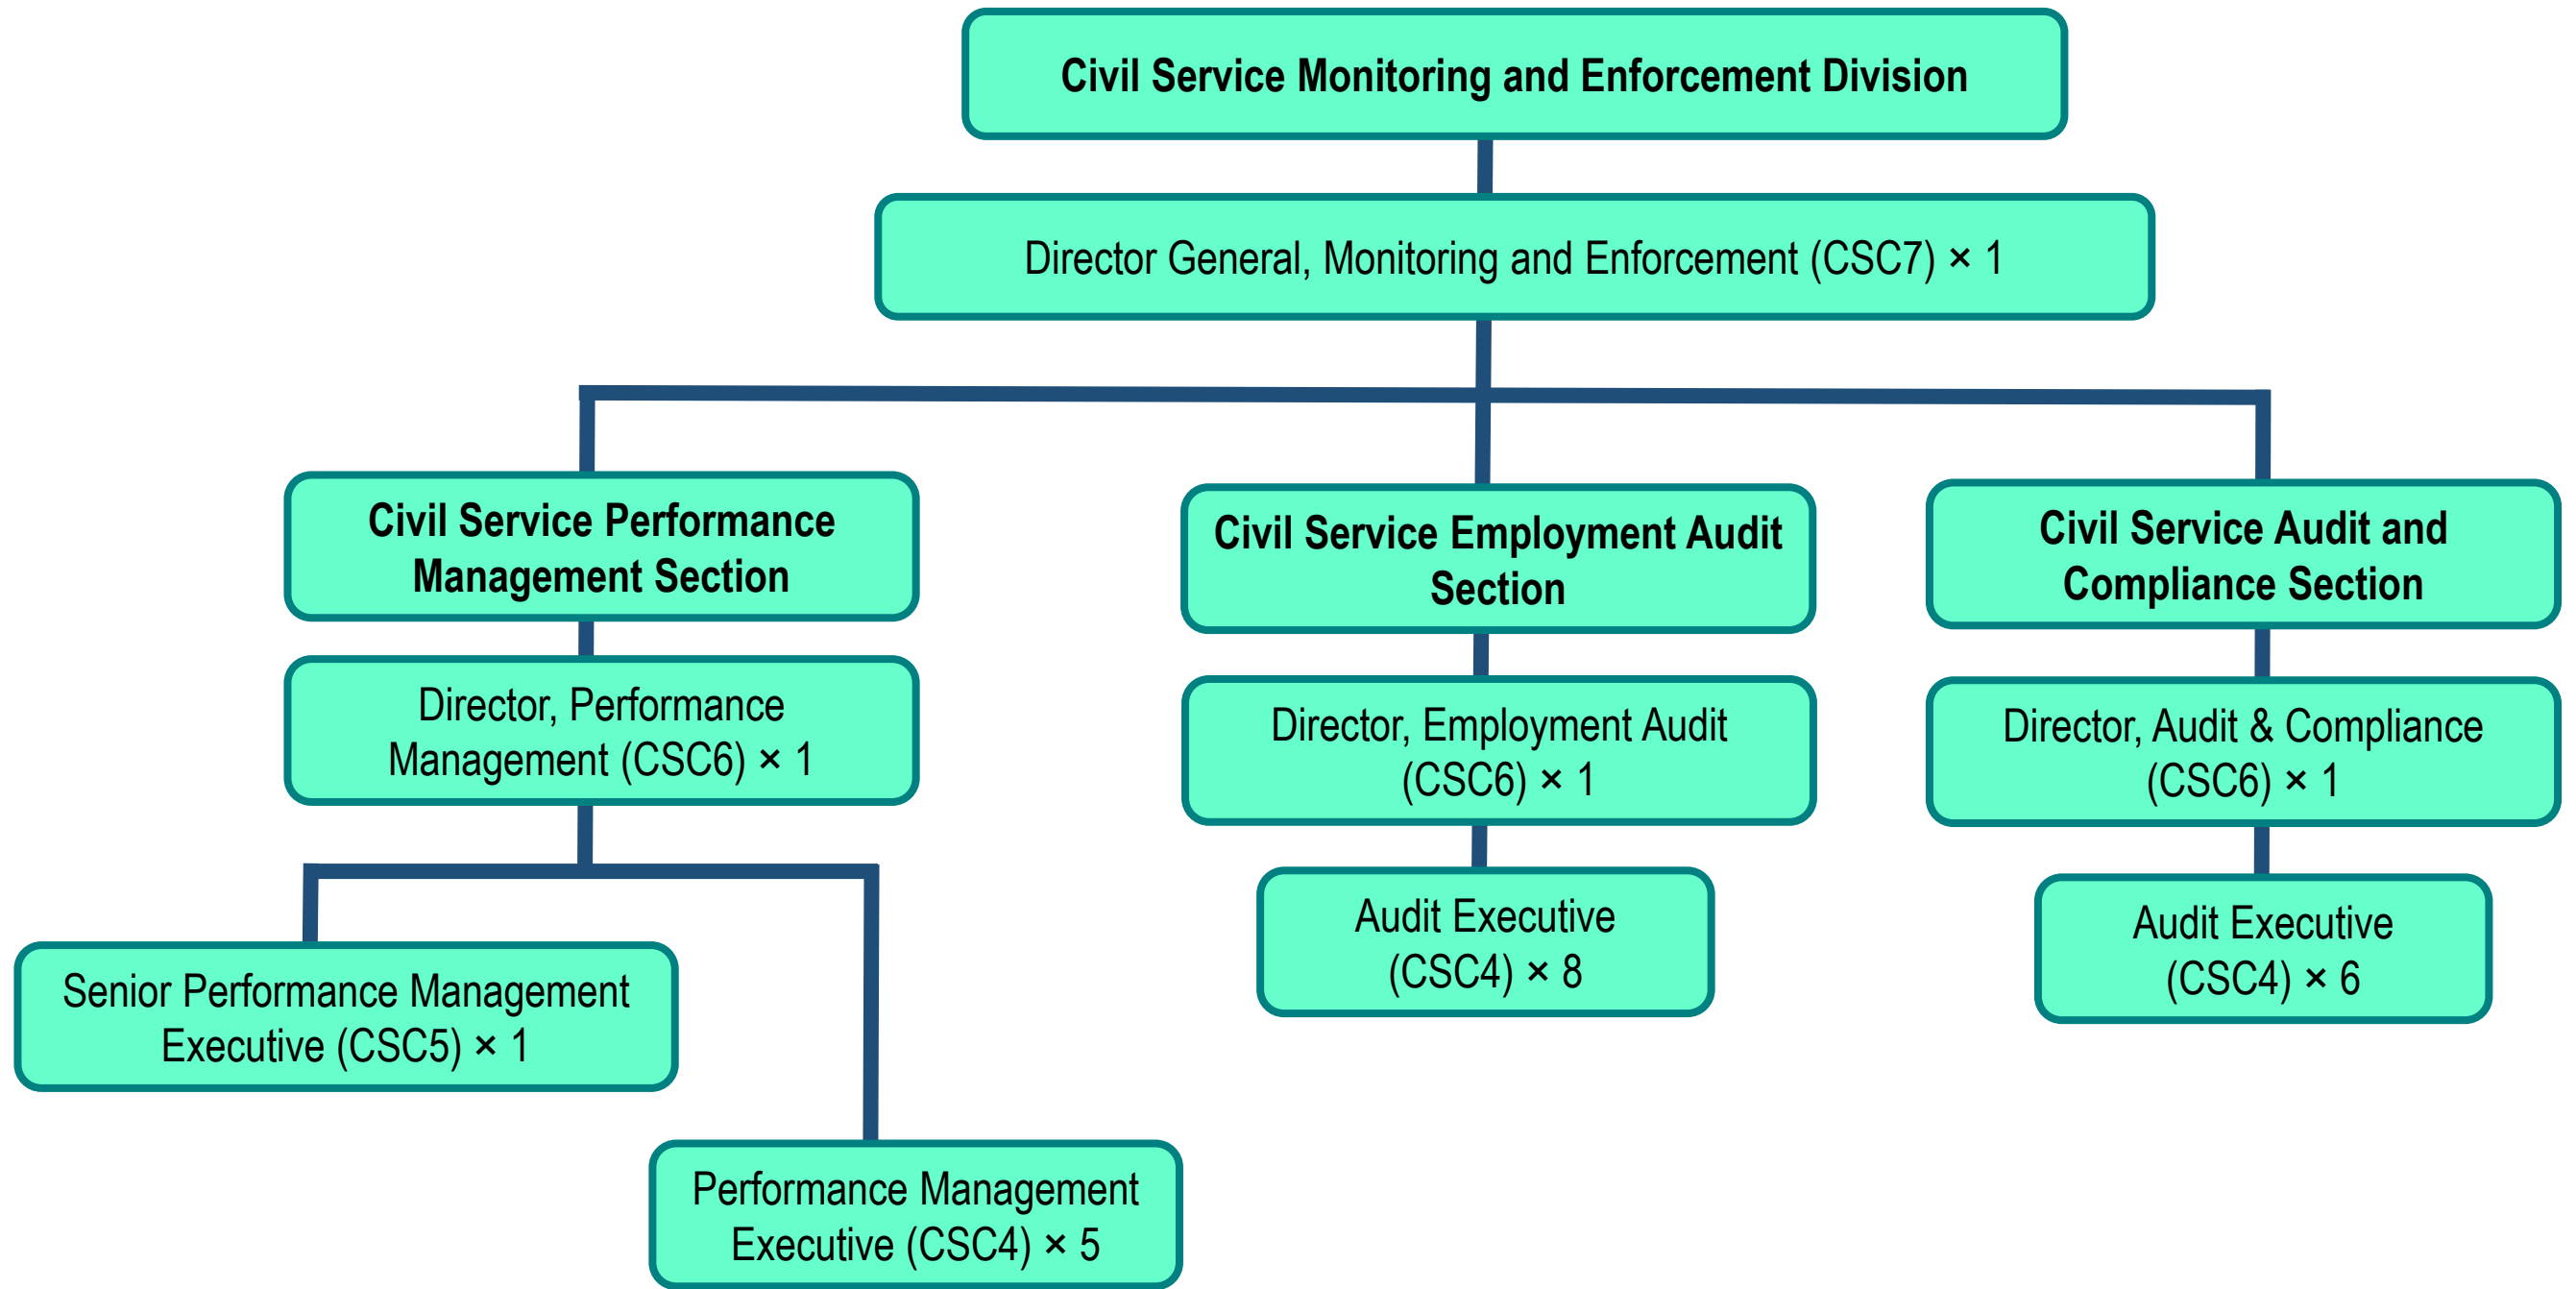 Civil Service Monitoring and Enforcement Division
Director General, Monitoring and Enforcement (CSC7) × 1
Civil Service Performance
Management Section
Director, Performance
Management (CSC6) × 1
Senior Performance Management
Executive (CSC5) × 1
Performance Management
Executive (CSC4) × 5
Civil Service Employment Audit
Section
Director, Employment Audit
(CSC6) × 1
Audit Executive
(CSC4) × 8
Civil Service Audit and
Compliance Section
Director, Audit & Compliance
(CSC6) × 1
Audit Executive
(CSC4) × 6